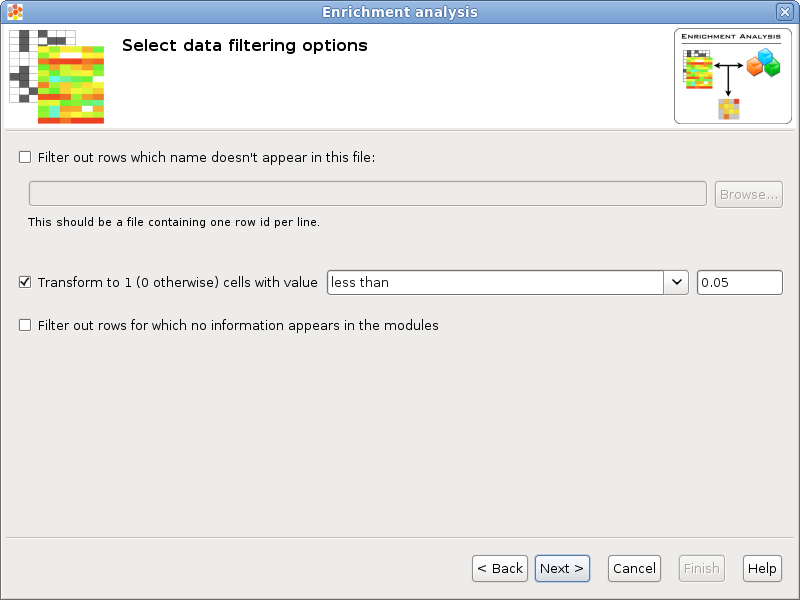 Enrichment analysis
Select data filtering options
ENRICHMENT ANALYSIS
Filter out rows which name doesn't appear in this file:
Browse...
This should be a file containing one row id per line.
Transform to 1 (0 otherwise) cells with value less than 0.05
Filter out rows for which no information appears in the modules
< Back Next > Cancel Finish Help